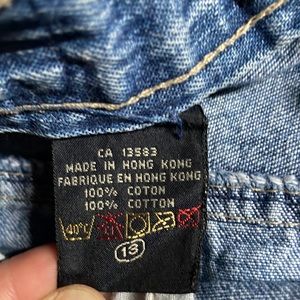 CA 13583
MADE IN HONG KONG
FABRIQUE EN HONG KONG
100% COTON
100% COTTON
40°C
13